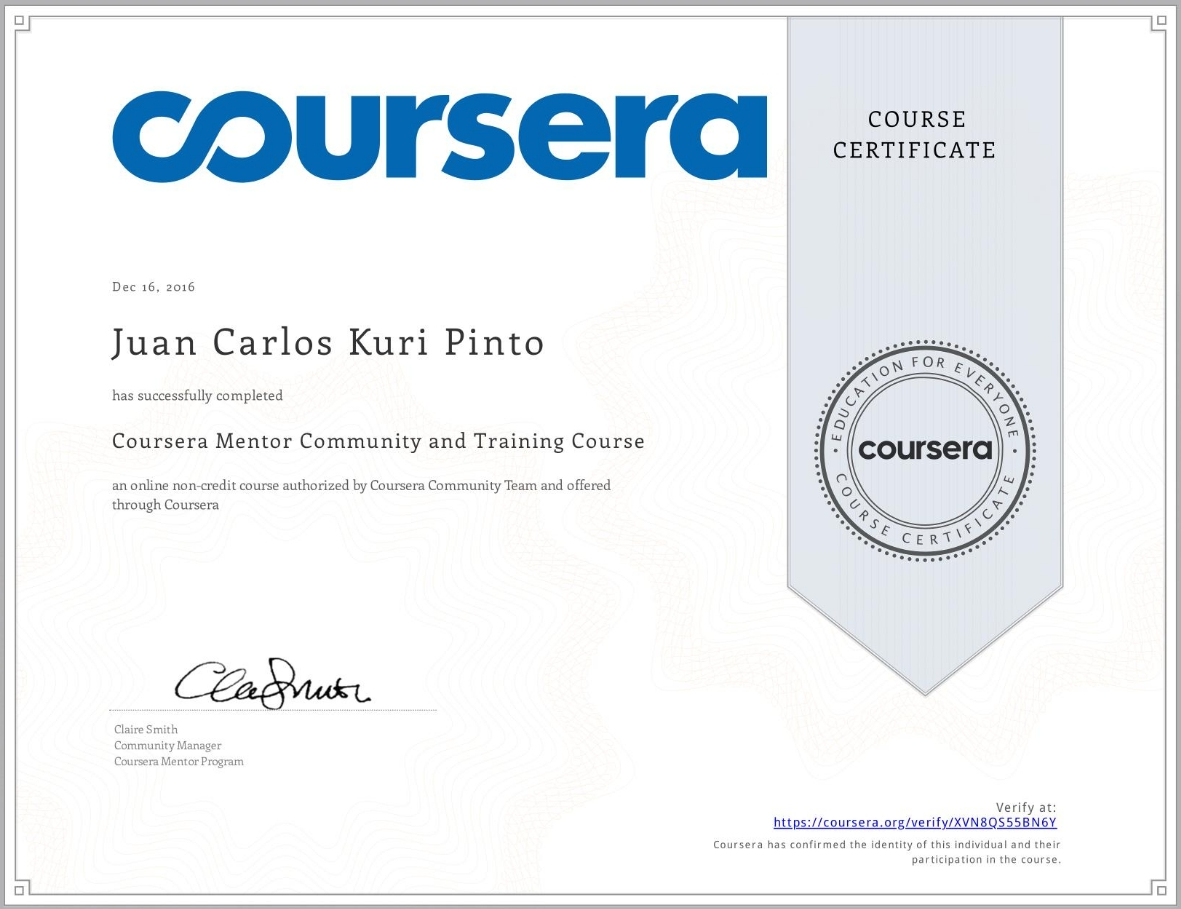 coursera
COURSE
CERTIFICATE
Dec 16, 2016
Juan Carlos Kuri Pinto
has successfully completed
Coursera Mentor Community and Training Course
an online non-credit course authorized by Coursera Community Team and offered
through Coursera
EDUCATION FOR EVERYONE
coursera
COURSE CERTIFICATE
Claire Smith
Community Manager
Coursera Mentor Program
Verify at:
https://coursera.org/verify/XVN8QS55BN6Y
Coursera has confirmed the identity of this individual and their
participation in the course.